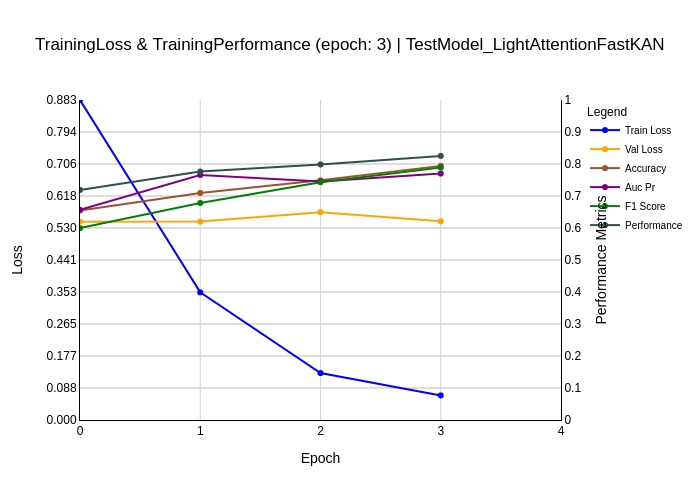 TrainingLoss & TrainingPerformance (epoch: 3) | TestModel_LightAttentionFastKAN
0.883
0.794
0.706
0.618
0.530
0.441
0.353
0.265
0.177
0.088
0.000
Loss
0 1 2 3 4
Epoch
1
0.9
0.8
0.7
0.6
0.5
0.4
0.3
0.2
0.1
0
Performance Metrics
Legend
Train Loss
Val Loss
Accuracy
Auc Pr
F1 Score
Performance